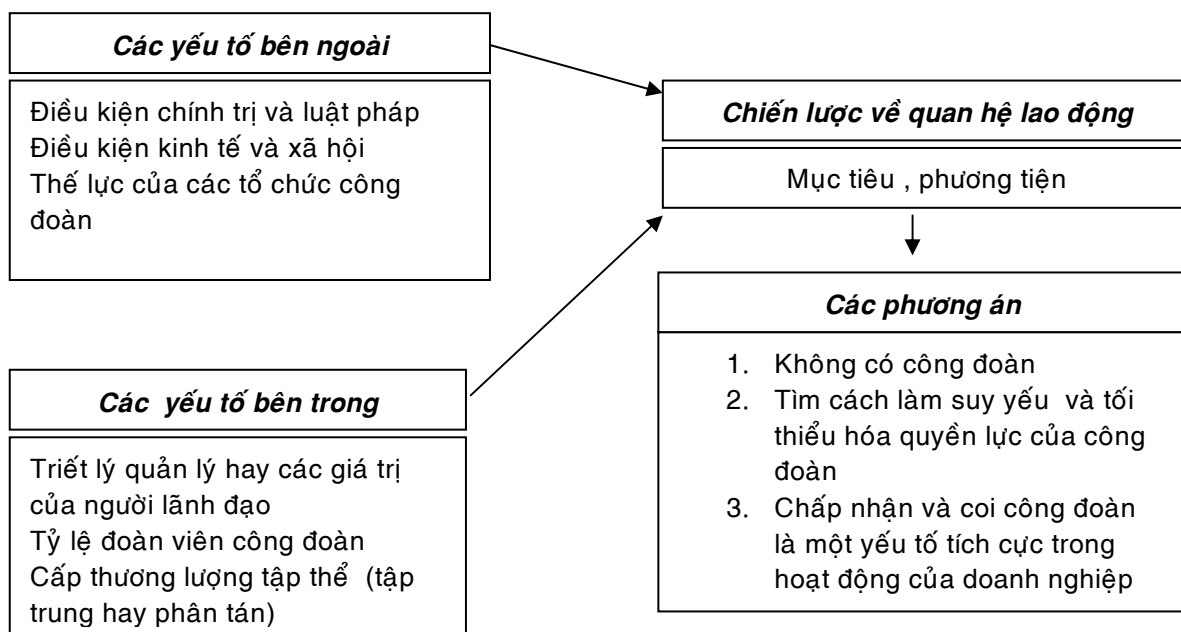 Các yếu tố bên ngoài
Điều kiện chính trị và luật pháp
Điều kiện kinh tế và xã hội
Thế lực của các tổ chức công
đoàn
Chiến lược về quan hệ lao động
Mục tiêu , phương tiện
Các phương án
1. Không có công đoàn
2. Tìm cách làm suy yếu và tối
thiểu hóa quyền lực của công
đoàn
3. Chấp nhận và coi công đoàn
là một yếu tố tích cực trong
hoạt động của doanh nghiệp
Các yếu tố bên trong
Triết lý quản lý hay các giá trị
của người lãnh đạo
Tỷ lệ đoàn viên công đoàn
Cấp thương lượng tập thể (tập
trung hay phân tán)